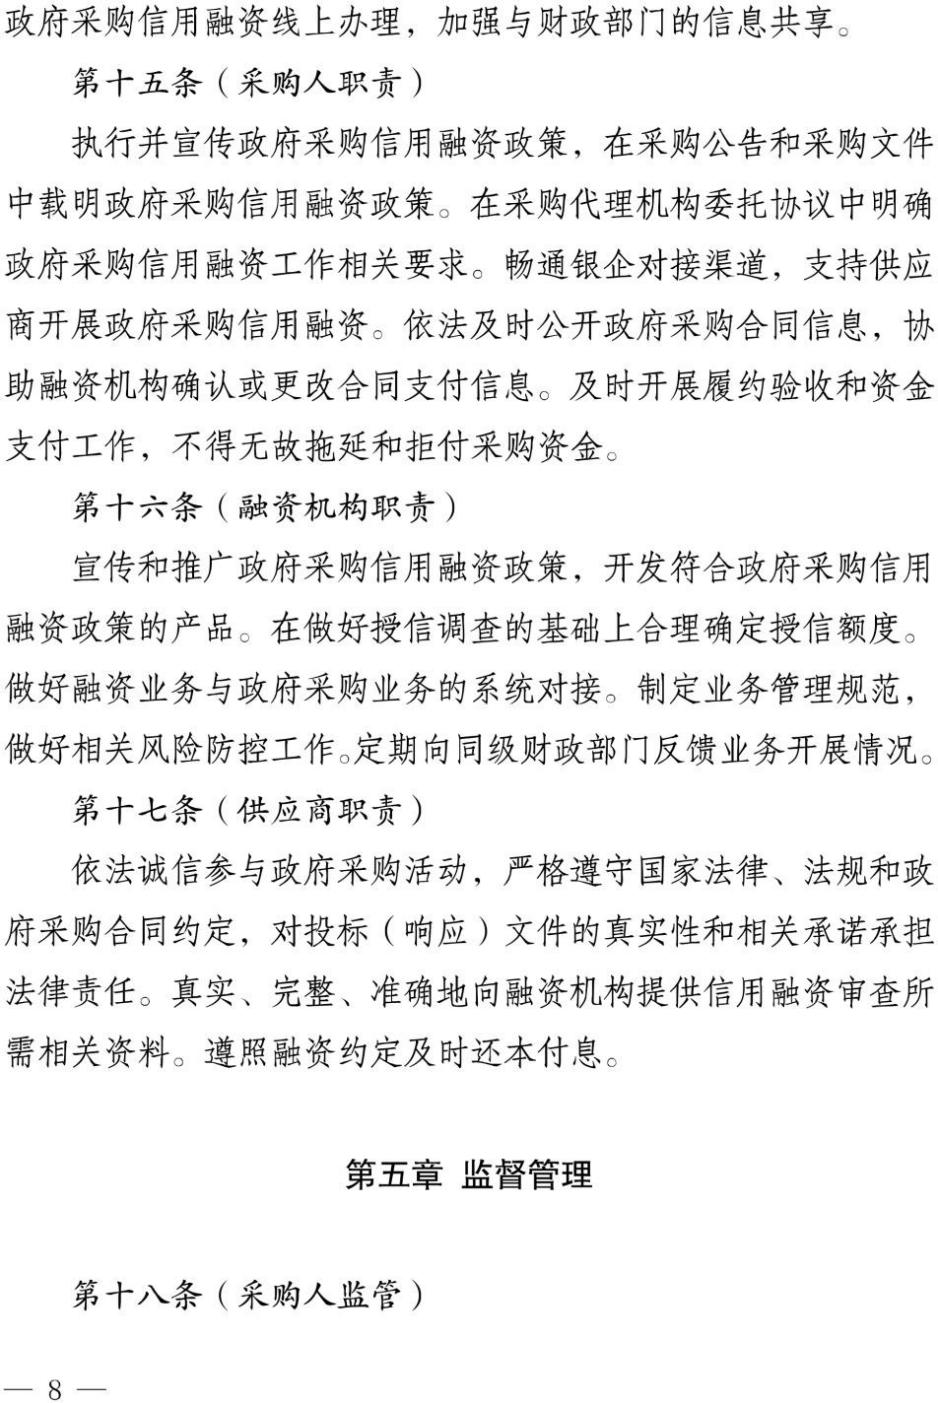 政府采购信用融资线上办理，加强与财政部门的信息共享。
第十五条（采购人职责）
执行并宣传政府采购信用融资政策，在采购公告和采购文件
中载明政府采购信用融资政策。在采购代理机构委托协议中明确
政府采购信用融资工作相关要求。畅通银企对接渠道，支持供应
商开展政府采购信用融资。依法及时公开政府采购合同信息，协
助融资机构确认或更改合同支付信息。及时开展履约验收和资金
支付工作，不得无故拖延和拒付采购资金。
第十六条（融资机构职责）
宣传和推广政府采购信用融资政策，开发符合政府采购信用
融资政策的产品。在做好授信调查的基础上合理确定授信额度。
做好融资业务与政府采购业务的系统对接。制定业务管理规范，
做好相关风险防控工作。定期向同级财政部门反馈业务开展情况。
第十七条（供应商职责）
依法诚信参与政府采购活动，严格遵守国家法律、法规和政
府采购合同约定，对投标（响应）文件的真实性和相关承诺承担
法律责任。真实、完整、准确地向融资机构提供信用融资审查所
需相关资料。遵照融资约定及时还本付息。
第五章 监督管理
第十八条（采购人监管）
— 8 —